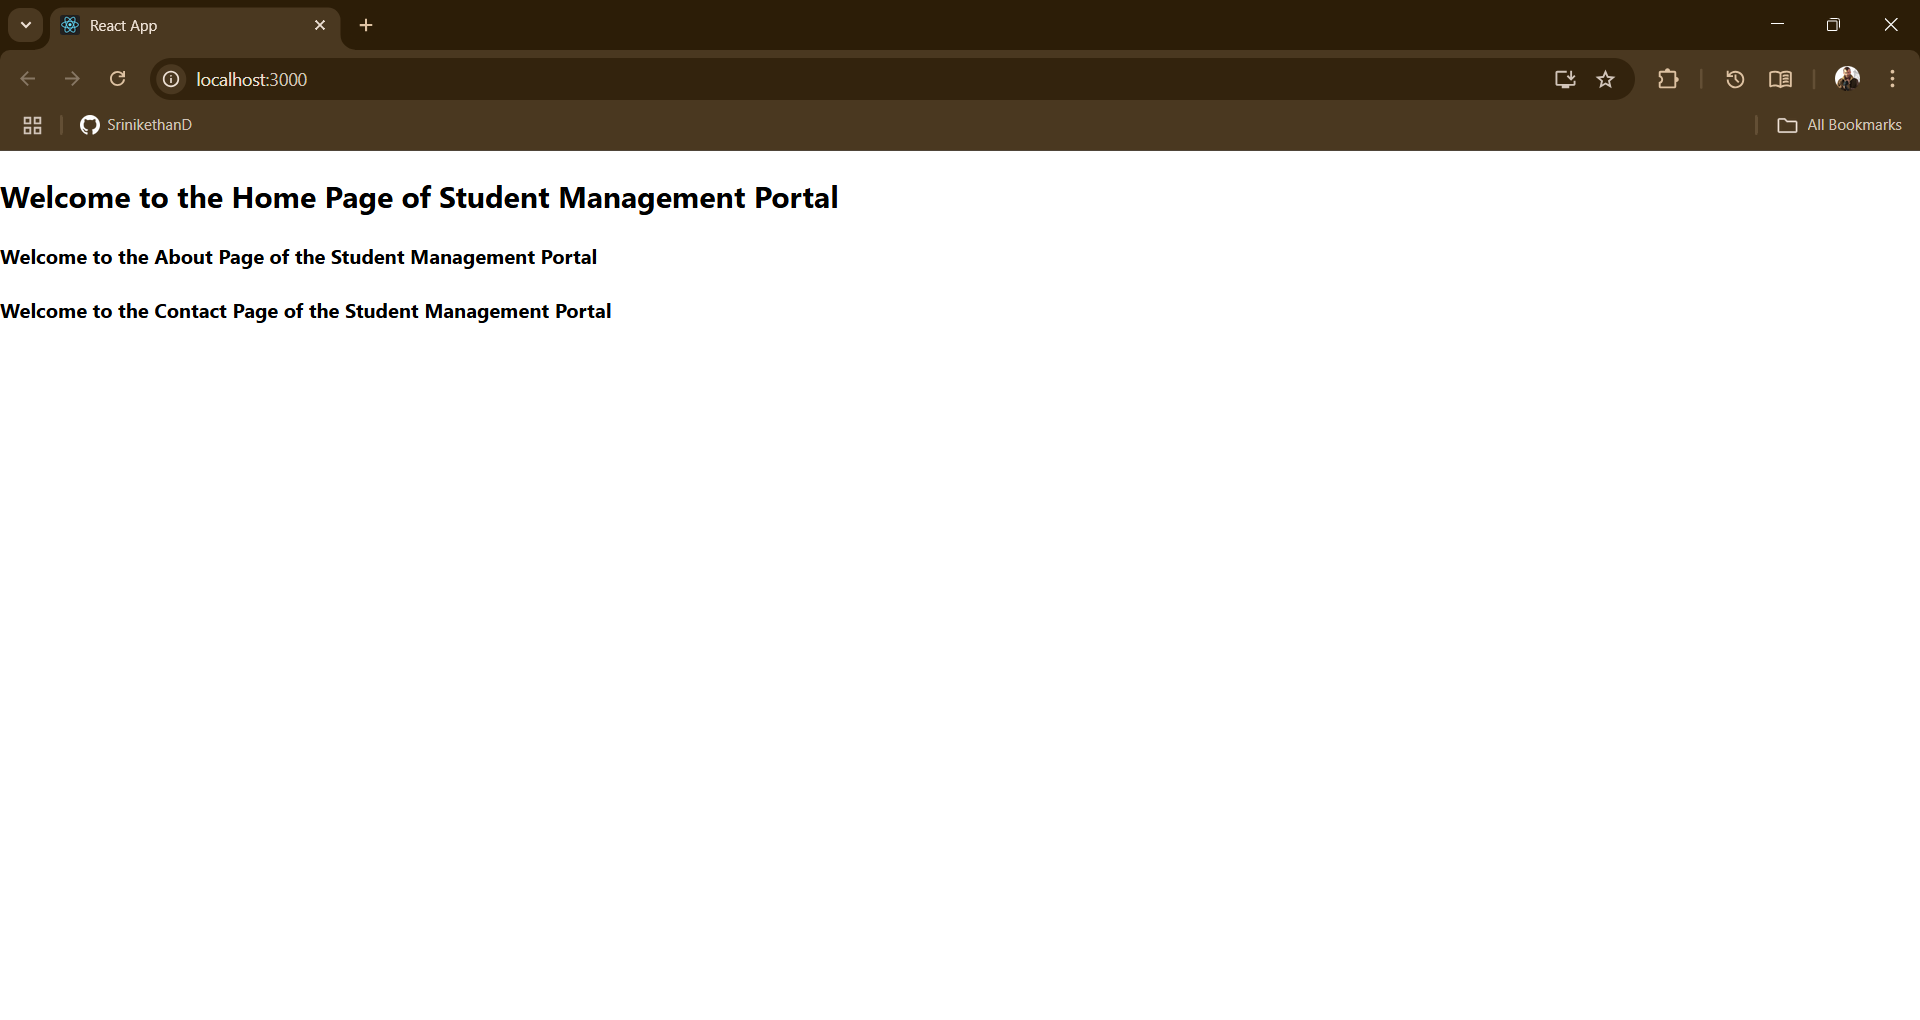 React App
localhost:3000
SrinikethanD
All Bookmarks
Welcome to the Home Page of Student Management Portal
Welcome to the About Page of the Student Management Portal
Welcome to the Contact Page of the Student Management Portal